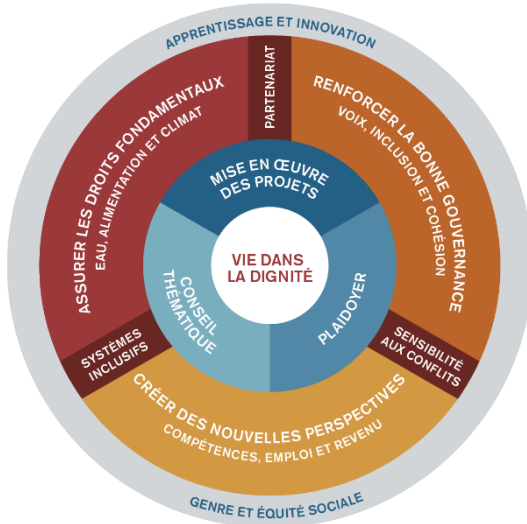 APPRENTISSAGE ET INNOVATION
ASSURER LES DROITS FONDAMENTAUX
EAU, ALIMENTATION ET CLIMAT
PARTENARIAT
RENFORCER LA BONNE GOUVERNANCE
VOIX, INCLUSION ET COHÉSION
MISE EN ŒUVRE
DES PROJETS
VIE DANS
LA DIGNITÉ
CONSEIL
THÉMATIQUE
PLAIDOYER
SYSTÈMES
INCLUSIFS
SENSIBILITÉ
AUX CONFLITS
CRÉER DES NOUVELLES PERSPECTIVES
COMPÉTENCES, EMPLOI ET REVENU
GENRE ET ÉQUITÉ SOCIALE